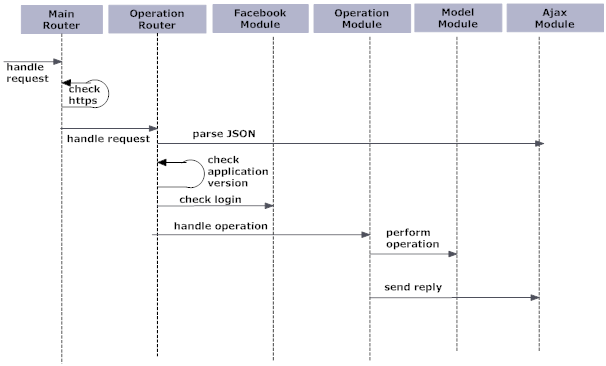 Main
Router
Operation
Router
Facebook
Module
Operation
Module
Model
Module
Ajax
Module
handle
request
check
https
handle request
parse JSON
check
application
version
check login
handle operation
perform
operation
send reply